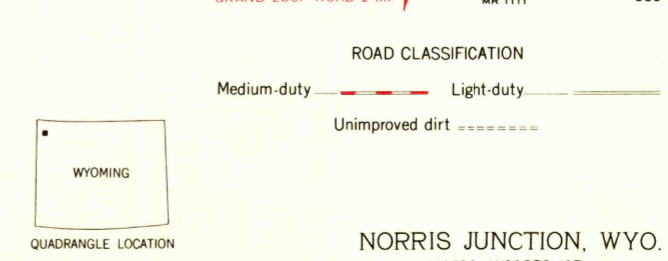 ROAD CLASSIFICATION
Medium-duty Light-duty
Unimproved dirt
WYOMING
QUADRANGLE LOCATION
NORRIS JUNCTION, WYO.